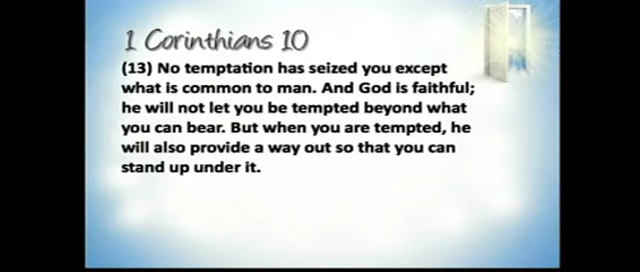 1 Corinthians 10
(13) No temptation has seized you except
what is common to man. And God is faithful;
he will not let you be tempted beyond what
you can bear. But when you are tempted, he
will also provide a way out so that you can
stand up under it.